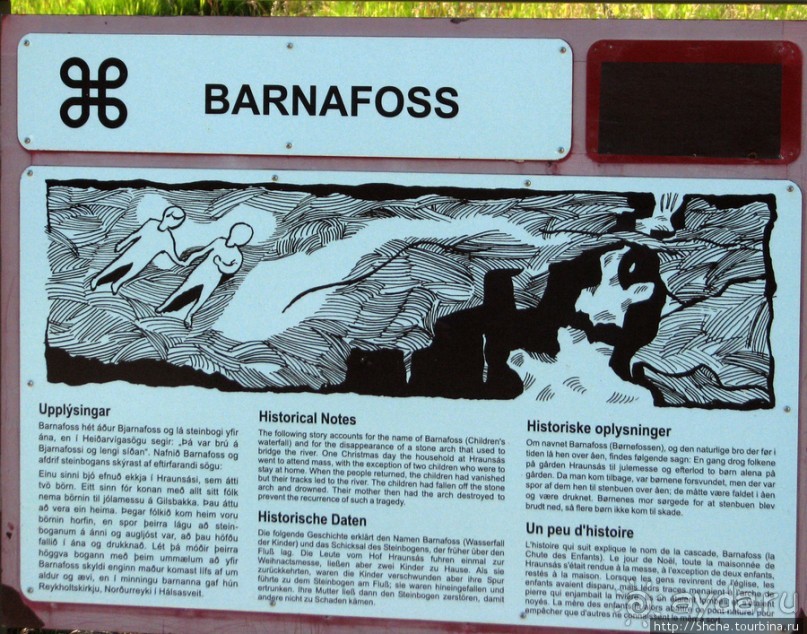 BARNAFOSS
Upplýsingar
Barnafoss hét áður Bjarnafoss og lá steinbogi yfir
ána, en í Heiðarvígasögu segir: „Þá var brú á
Bjarnafossi og lengi síðan". Nafnið Barnafoss og
afdrif steinbogans skýrast af eftirfarandi sögu:
Einu sinni bjó efnuð ekkja í Hraunsási, sem átti
tvö börn. Eitt sinn fór konan með allt sitt fólk
nema börnin til jólamessu á Gilsbakka. Þau áttu
að vera ein heima. Þegar fólkið kom heim voru
börnin horfin, en spor þeirra lágu að stein-
boganum á ánni og augljóst var, að þau höfðu
fallið í ána og drukknað. Lét þá móðir þeirra
höggva bogann með þeim ummælum að yfir
Barnafoss skyldi enginn maður komast lífs af um
aldur og ævi, en í minningu barnanna gaf hún
Reykholtskirkju, Norðurreyki í Hálsasveit.
Historical Notes
The following story accounts for the name of Barnafoss (Children's
waterfall) and for the disappearance of a stone arch that used to
bridge the river. One Christmas day the household at Hraunsás
went to attend mass, with the exception of two children who were to
stay at home. When the people returned, the children had vanished
but their tracks led to the river. The children had fallen off the stone
arch and drowned. Their mother then had the arch destroyed to
prevent the recurrence of such a tragedy.
Historische Daten
Die folgende Geschichte erklärt den Namen Barnafoss (Wasserfall
der Kinder) und das Schicksal des Steinbogens, der früher über den
Fluß lag. Die Leute vom Hof Hraunsás fuhren einmal zur
Weihnachtsmesse, ließen aber zwei Kinder zu Hause. Als sie
zurückkehrten, waren die Kinder verschwunden aber ihre Spur
führte zu dem Steinbogen am Fluß; sie waren hineingefallen und
ertrunken. Ihre Mutter ließ dann den Steinbogen zerstören, damit
andere nicht zu Schaden kämen.
Historiske oplysninger
Om navnet Barnafoss (Børnefossen), og den naturlige bro der før i
tiden lå hen over åen, findes følgende sagn: En gang drog folkene
på gården Hraunsás til julemesse og efterlod to børn alena på
gården. Da man kom tilbage, var børnene forsvundet, men der var
spor af dem hen til stenbuen over åen; de måtte være faldet i åen
og være druknet. Børnenes mor sørgede for at stenbuen blev
brudt ned, så flere børn ikke kom til skade.
Un peu d'histoire
L'histoire qui suit explique le nom de la cascade, Barnafoss (la
Chute des Enfants). Le jour de Noël, toute la maisonnée de
Hraunsás s'était rendue à la messe, à l'exception de deux enfants,
restés à la maison. Lorsque les gens revinrent de l'église, les
enfants avaient disparu, mais leurs traces
pierre qui enjambait la rivière.
noyés. La mère des enfants
empêcher que d'autres ne
ayda.ru
http://Shche.tourbina.ru